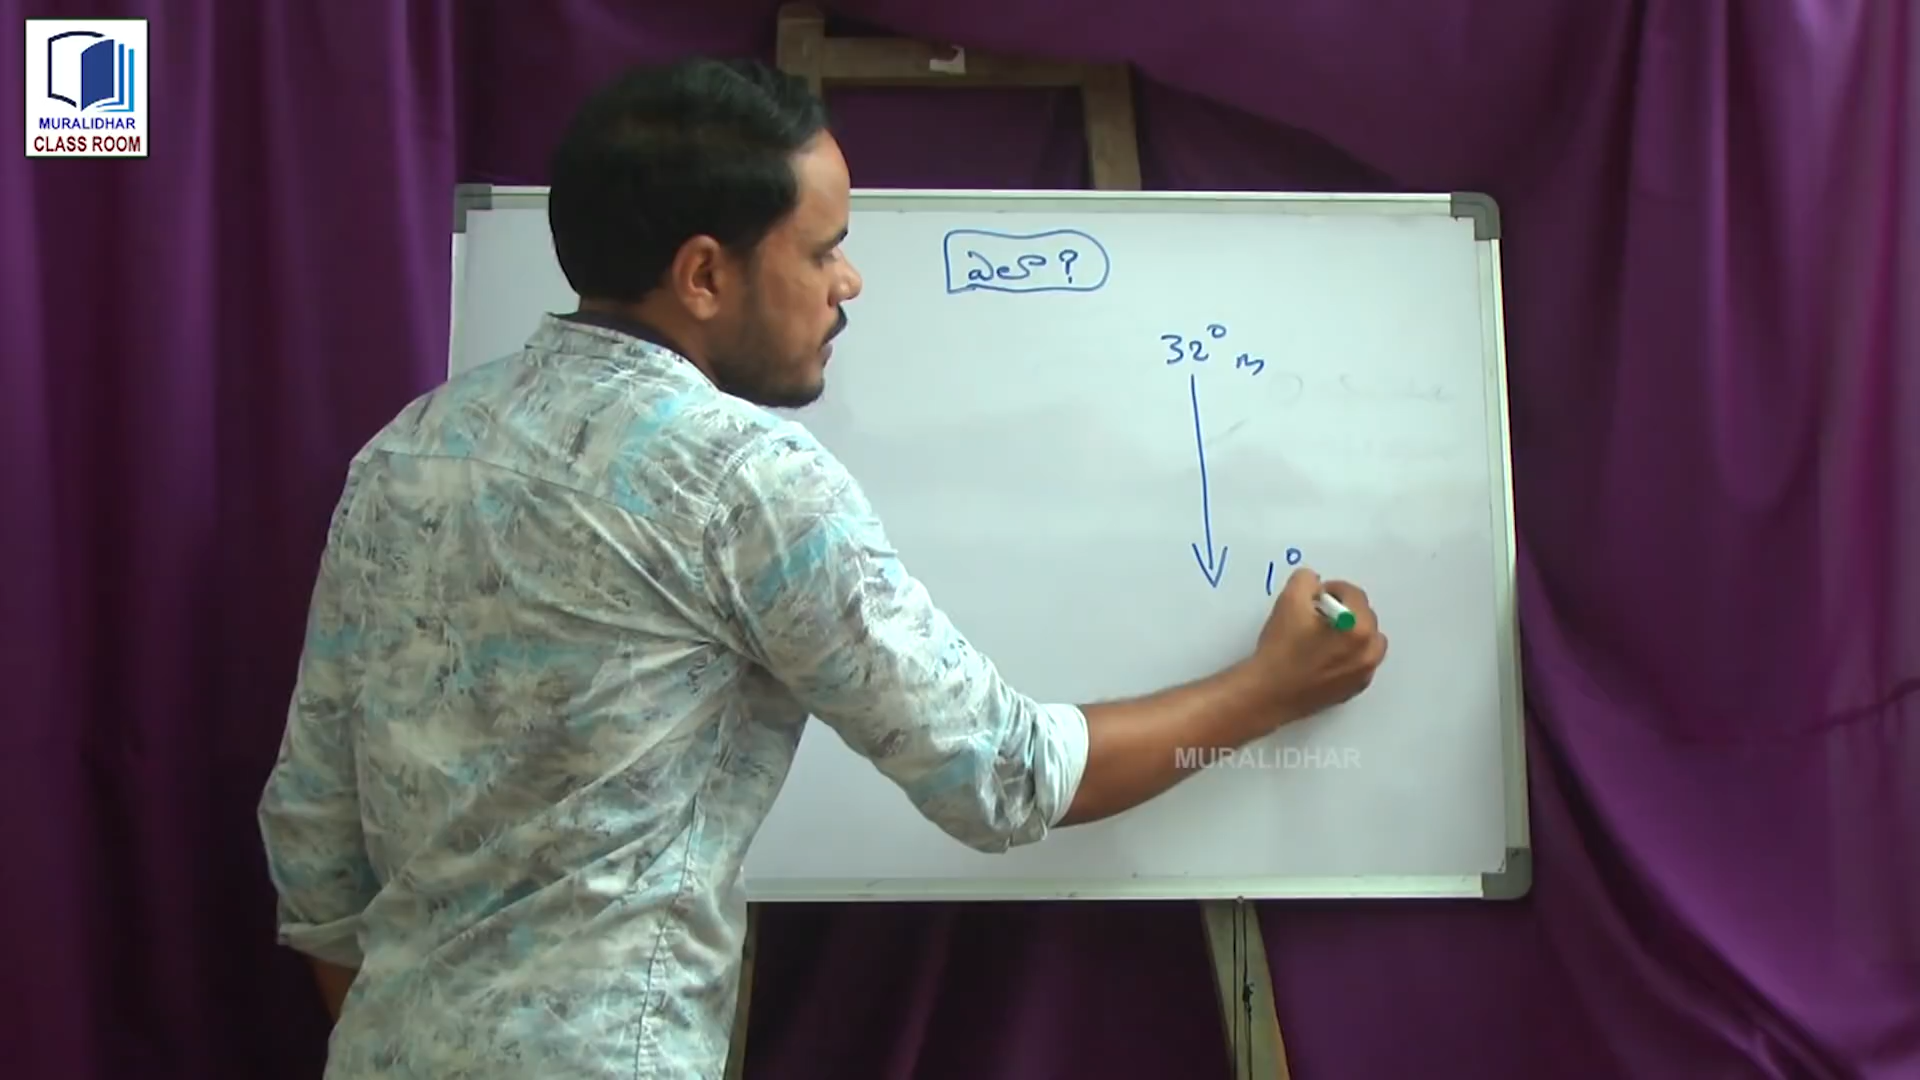 MURALIDHAR
CLASS ROOM
ఎలా?
32°
1°
MURALIDHAR